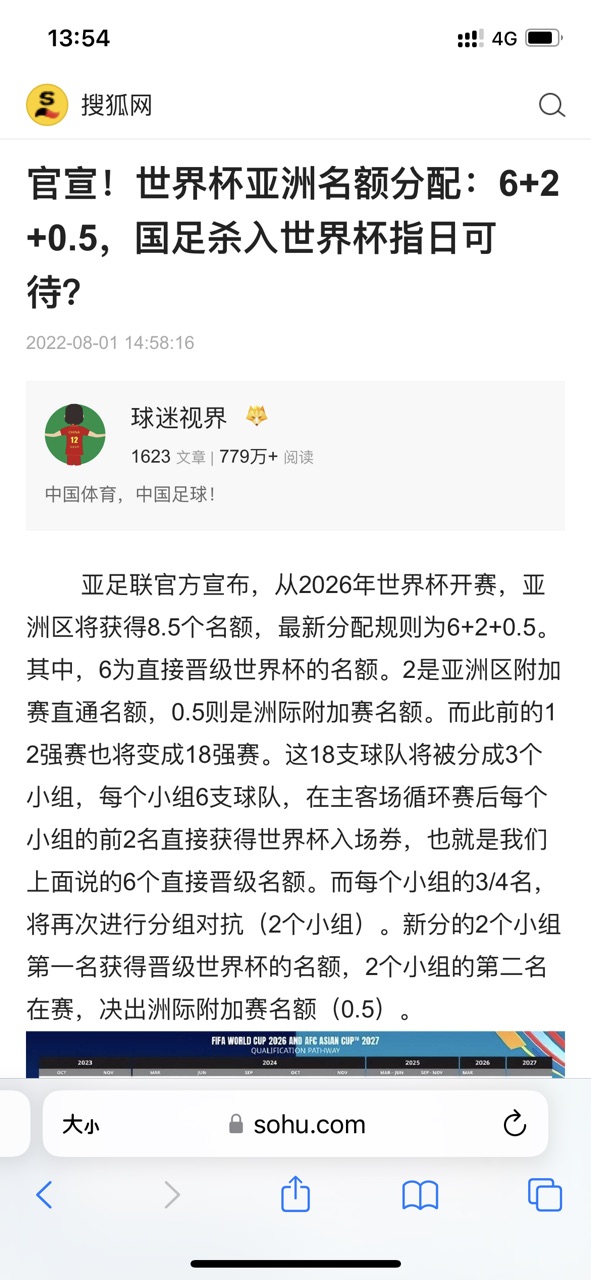 13:54
4G
搜狐网
官宣！世界杯亚洲名额分配：6+2
+0.5，国足杀入世界杯指日可
待?
2022-08-01 14:58:16
球迷视界
1623 文章 | 779万+ 阅读
中国体育，中国足球！
亚足联官方宣布，从2026年世界杯开赛，亚
洲区将获得8.5个名额，最新分配规则为6+2+0.5。
其中，6为直接晋级世界杯的名额。2是亚洲区附加
赛直通名额，0.5则是洲际附加赛名额。而此前的1
2强赛也将变成18强赛。这18支球队将被分成3个
小组，每个小组6支球队，在主客场循环赛后每个
小组的前2名直接获得世界杯入场券，也就是我们
上面说的6个直接晋级名额。而每个小组的3/4名，
将再次进行分组对抗（2个小组）。新分的2个小组
第一名获得晋级世界杯的名额，2个小组的第二名
在赛，决出洲际附加赛名额（0.5）。
FIFA WORLD CUP 2026 AND AFC ASIAN CUP™ 2027
QUALIFICATION PATHWAY
2023 2024 2025 2026 2027
OCT NOV MAR JUN SEP OCT NOV MAR - JUN SEP - NOV MAR
大小 sohu.com